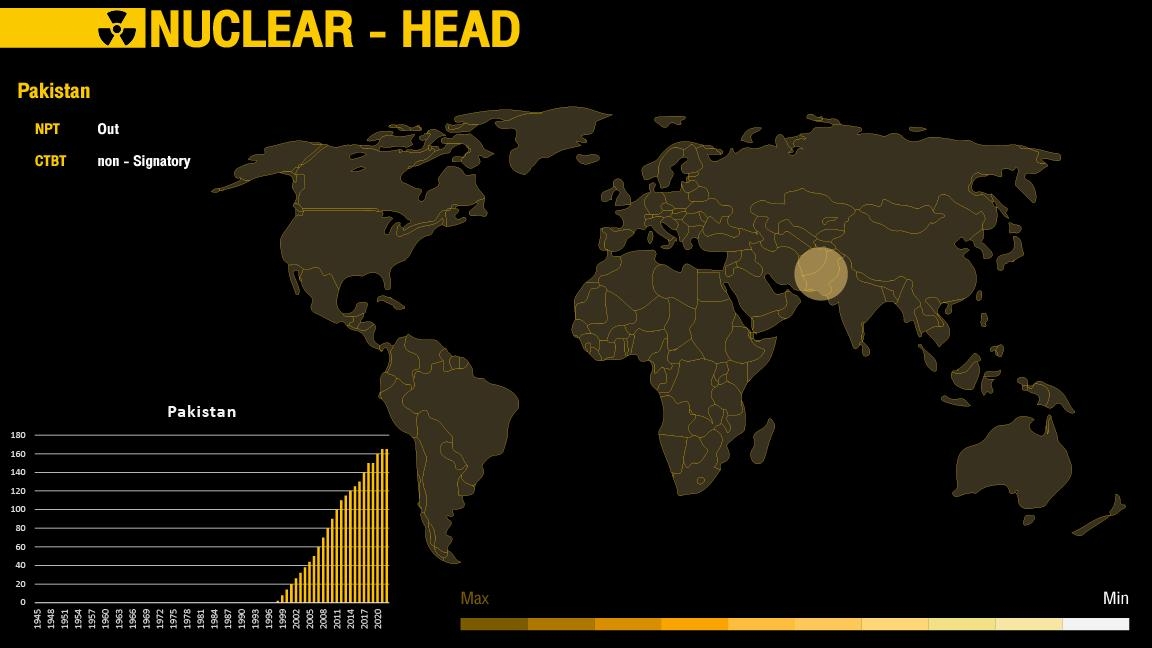 NUCLEAR - HEAD
Pakistan
NPT Out
CTBT non - Signatory
Pakistan
180
160
140
120
100
80
60
40
20
0
1945 1948 1951 1954 1957 1960 1963 1966 1969 1972 1975 1978 1981 1984 1987 1990 1993 1996 1999 2002 2005 2008 2011 2014 2017 2020
Max Min